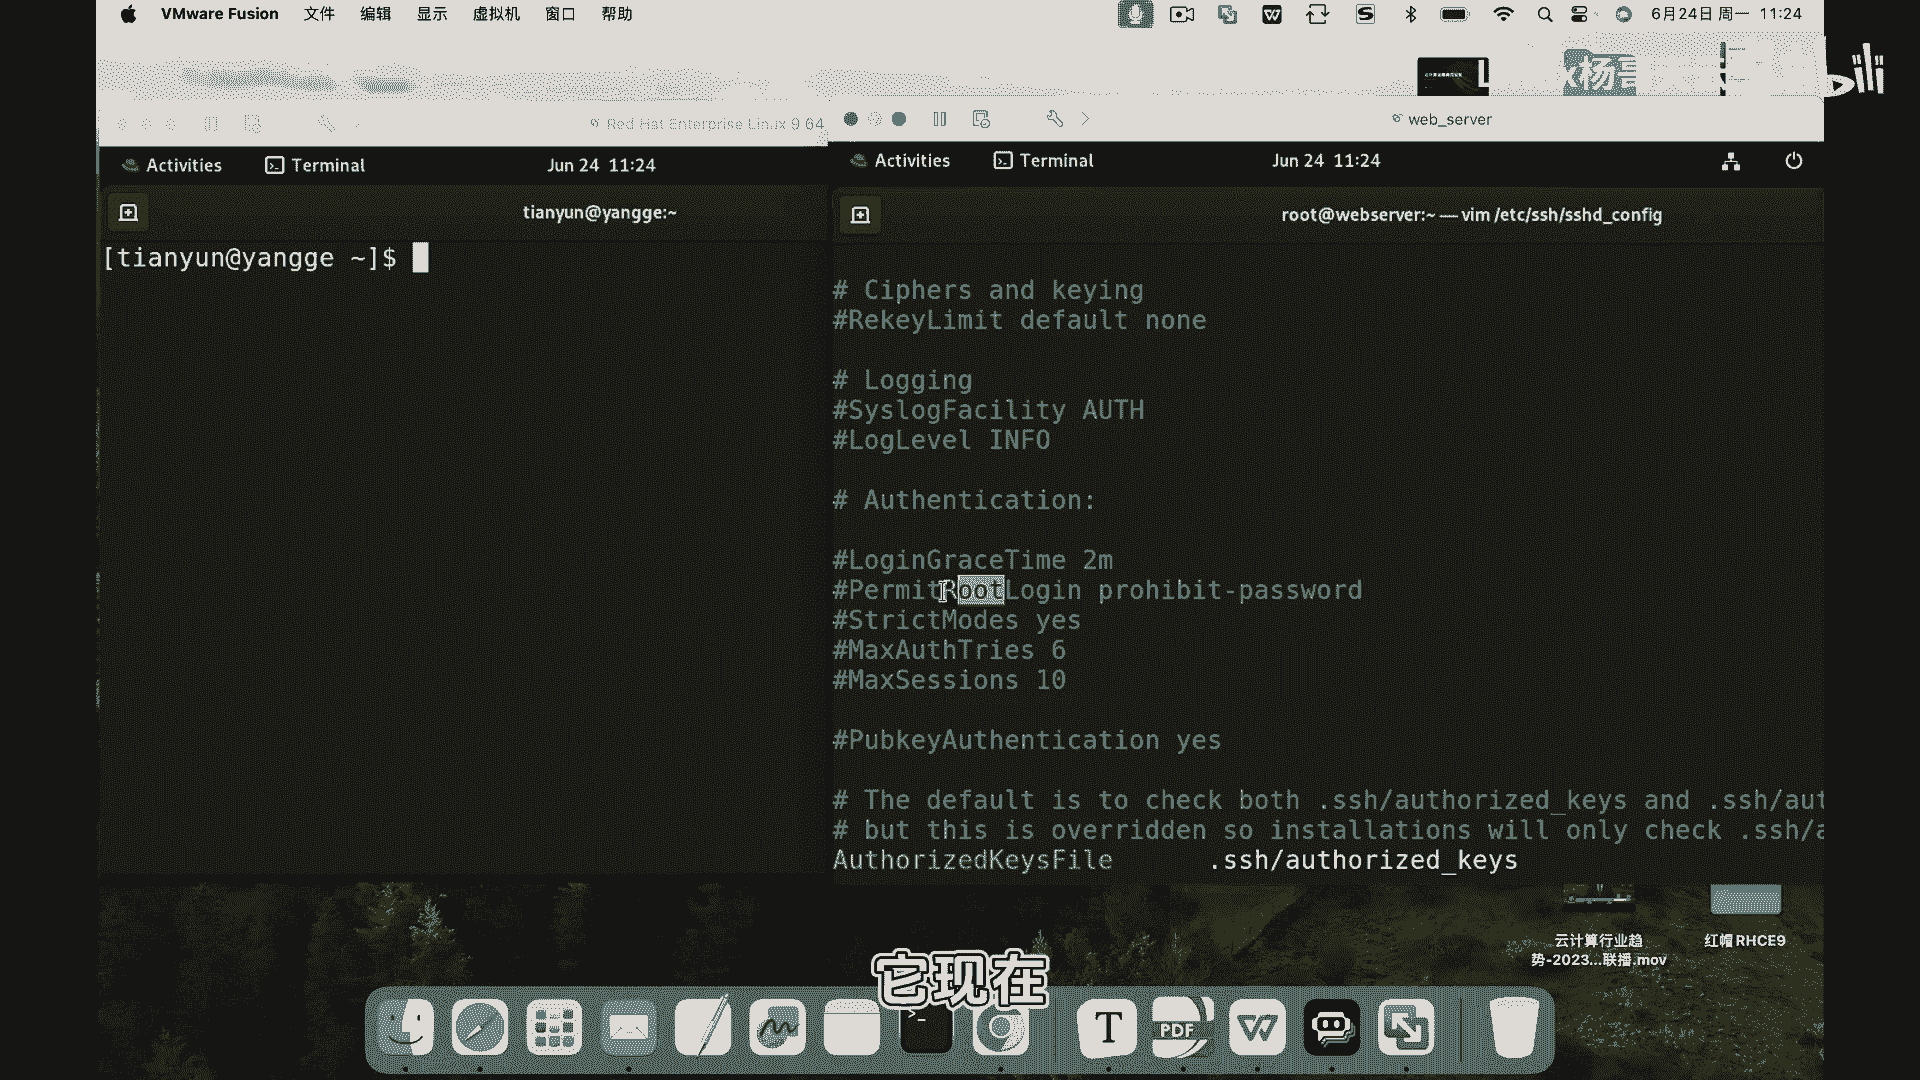 VMware Fusion 文件 编辑 显示 虚拟机 窗口 帮助 6月24日 周一 11:24
Red Hat Enterprise Linux 9 64
web_server
Activities Terminal Jun 24 11:24
Activities Terminal Jun 24 11:24
tianyun@yangge:~
root@webserver:~ — vim /etc/ssh/sshd_config
[tianyun@yangge ~]$
# Ciphers and keying
#RekeyLimit default none
# Logging
#SyslogFacility AUTH
#LogLevel INFO
# Authentication:
#LoginGraceTime 2m
#PermitRootLogin prohibit-password
#StrictModes yes
#MaxAuthTries 6
#MaxSessions 10
#PubkeyAuthentication yes
# The default is to check both .ssh/authorized_keys and .ssh/aut
# but this is overridden so installations will only check .ssh/a
AuthorizedKeysFile .ssh/authorized_keys
云计算行业趋
势-2023...联播.mov
红帽RHCE9
它现在
PDF